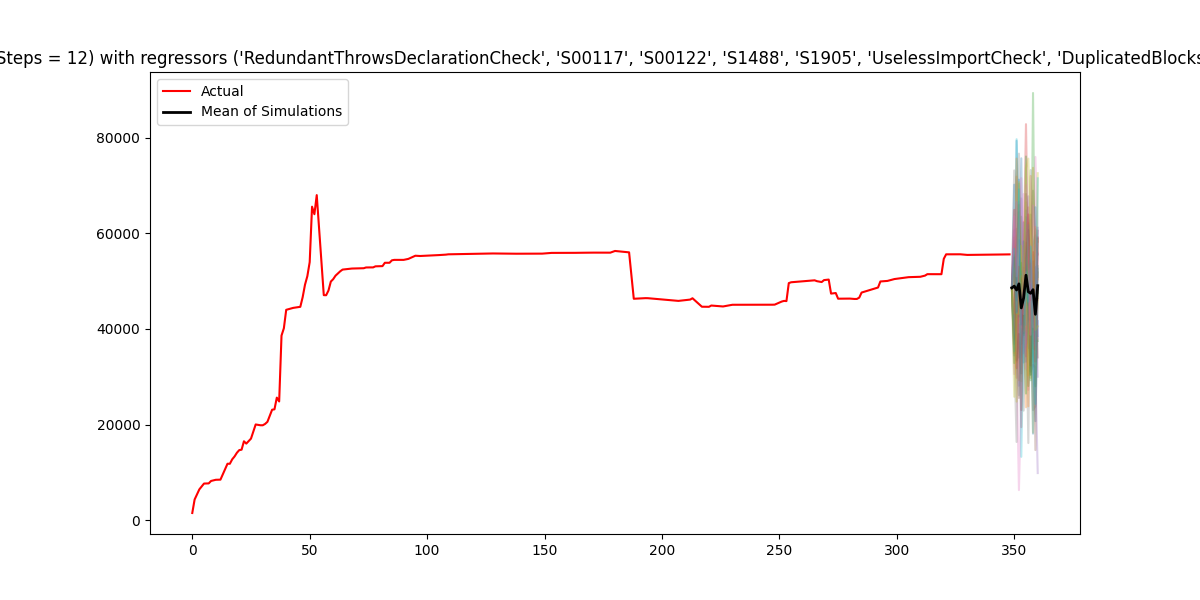 Steps = 12) with regressors ('RedundantThrowsDeclarationCheck', 'S00117', 'S00122', 'S1488', 'S1905', 'UselessImportCheck', 'DuplicatedBlocks
Actual
Mean of Simulations
80000
60000
40000
20000
0
0 50 100 150 200 250 300 350